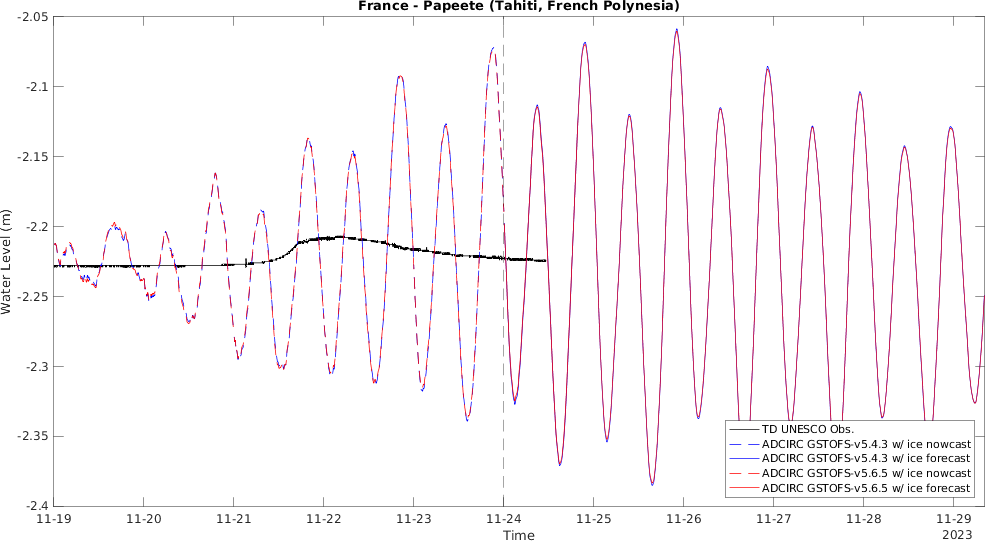 France - Papeete (Tahiti, French Polynesia)
-2.05
-2.1
-2.15
-2.2
-2.25
-2.3
-2.35
-2.4
Water Level (m)
TD UNESCO Obs.
ADCIRC GSTOFS-v5.4.3 w/ ice nowcast
ADCIRC GSTOFS-v5.4.3 w/ ice forecast
ADCIRC GSTOFS-v5.6.5 w/ ice nowcast
ADCIRC GSTOFS-v5.6.5 w/ ice forecast
11-19 11-20 11-21 11-22 11-23 11-24 11-25 11-26 11-27 11-28 11-29
Time 2023